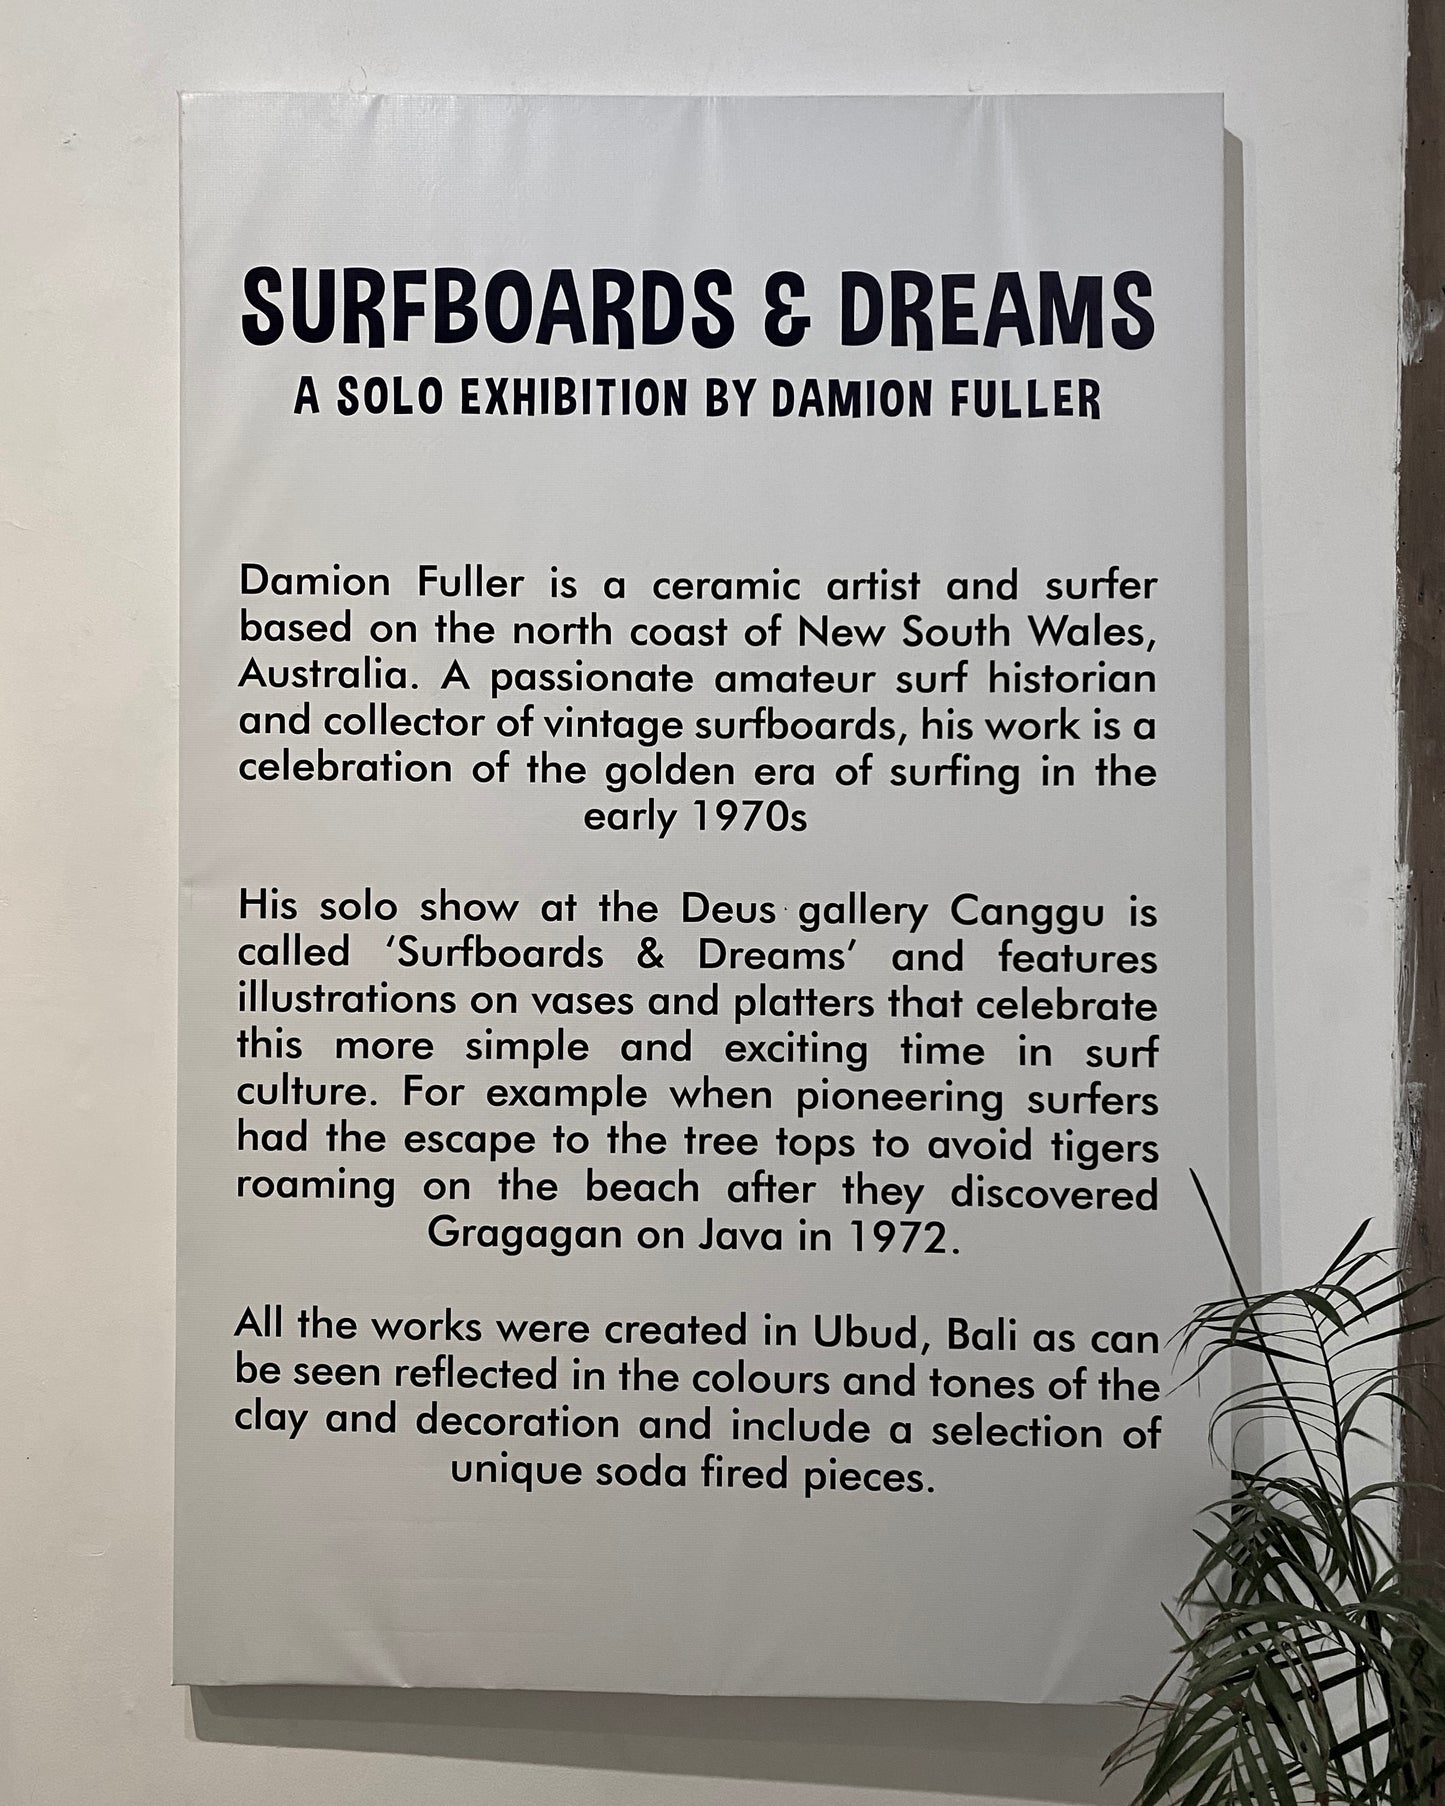 SURFBOARDS & DREAMS
A SOLO EXHIBITION BY DAMION FULLER
Damion Fuller is a ceramic artist and surfer
based on the north coast of New South Wales,
Australia. A passionate amateur surf historian
and collector of vintage surfboards, his work is a
celebration of the golden era of surfing in the
early 1970s
His solo show at the Deus gallery Canggu is
called ‘Surfboards & Dreams’ and features
illustrations on vases and platters that celebrate
this more simple and exciting time in surf
culture. For example when pioneering surfers
had the escape to the tree tops to avoid tigers
roaming on the beach after they discovered
Gragagan on Java in 1972.
All the works were created in Ubud, Bali as can
be seen reflected in the colours and tones of the
clay and decoration and include a selection of
unique soda fired pieces.